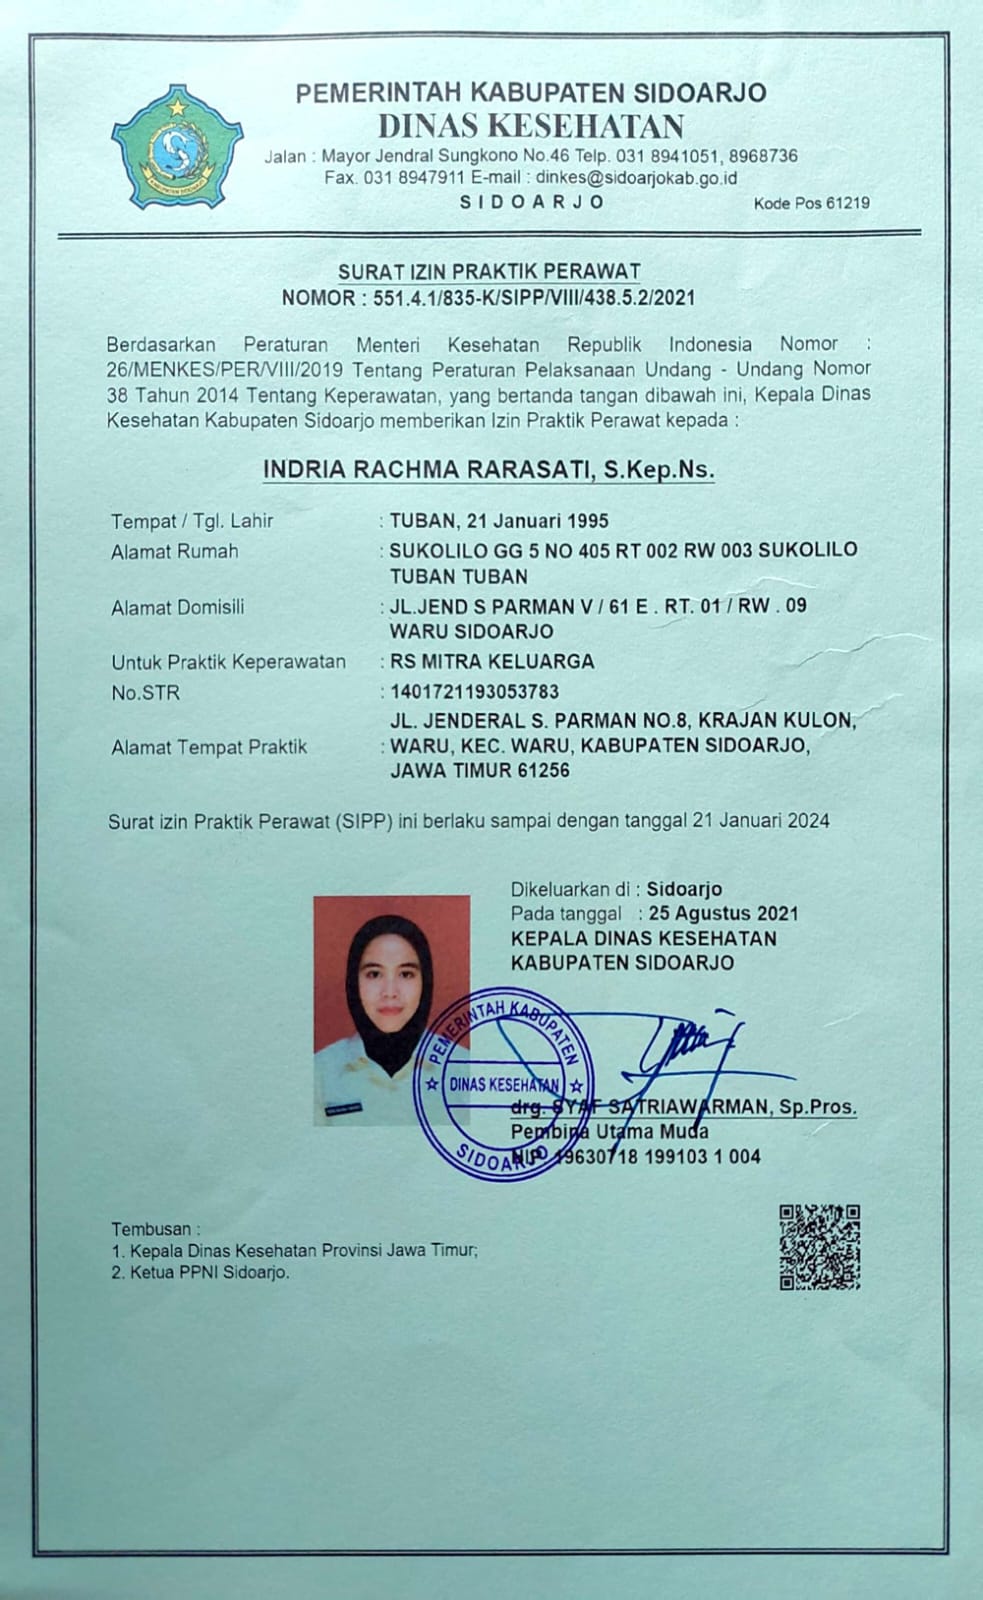 PEMERINTAH KABUPATEN SIDOARJO
DINAS KESEHATAN
Jalan : Mayor Jendral Sungkono No.46 Telp. 031 8941051, 8968736
Fax. 031 8947911 E-mail : dinkes@sidoarjokab.go.id
SIDOARJO Kode Pos 61219
KABUPATEN SIDOARJO
SURAT IZIN PRAKTIK PERAWAT
NOMOR : 551.4.1/835-K/SIPP/VIII/438.5.2/2021
Berdasarkan Peraturan Menteri Kesehatan Republik Indonesia Nomor :
26/MENKES/PER/VIII/2019 Tentang Peraturan Pelaksanaan Undang - Undang Nomor
38 Tahun 2014 Tentang Keperawatan, yang bertanda tangan dibawah ini, Kepala Dinas
Kesehatan Kabupaten Sidoarjo memberikan Izin Praktik Perawat kepada :
INDRIA RACHMA RARASATI, S.Kep.Ns.
Tempat / Tgl. Lahir : TUBAN, 21 Januari 1995
Alamat Rumah : SUKOLILO GG 5 NO 405 RT 002 RW 003 SUKOLILO
TUBAN TUBAN
Alamat Domisili : JL.JEND S PARMAN V / 61 E . RT. 01 / RW . 09
WARU SIDOARJO
Untuk Praktik Keperawatan : RS MITRA KELUARGA
No.STR : 1401721193053783
JL. JENDERAL S. PARMAN NO.8, KRAJAN KULON,
Alamat Tempat Praktik : WARU, KEC. WARU, KABUPATEN SIDOARJO,
JAWA TIMUR 61256
Surat izin Praktik Perawat (SIPP) ini berlaku sampai dengan tanggal 21 Januari 2024
Dikeluarkan di : Sidoarjo
Pada tanggal : 25 Agustus 2021
KEPALA DINAS KESEHATAN
KABUPATEN SIDOARJO
PEMERINTAH KABUPATEN
DINAS KESEHATAN
SIDOARJO
drg. SYAF SATRIAWARMAN, Sp.Pros.
Pembina Utama Muda
NIP. 19630718 199103 1 004
Tembusan :
1. Kepala Dinas Kesehatan Provinsi Jawa Timur;
2. Ketua PPNI Sidoarjo.